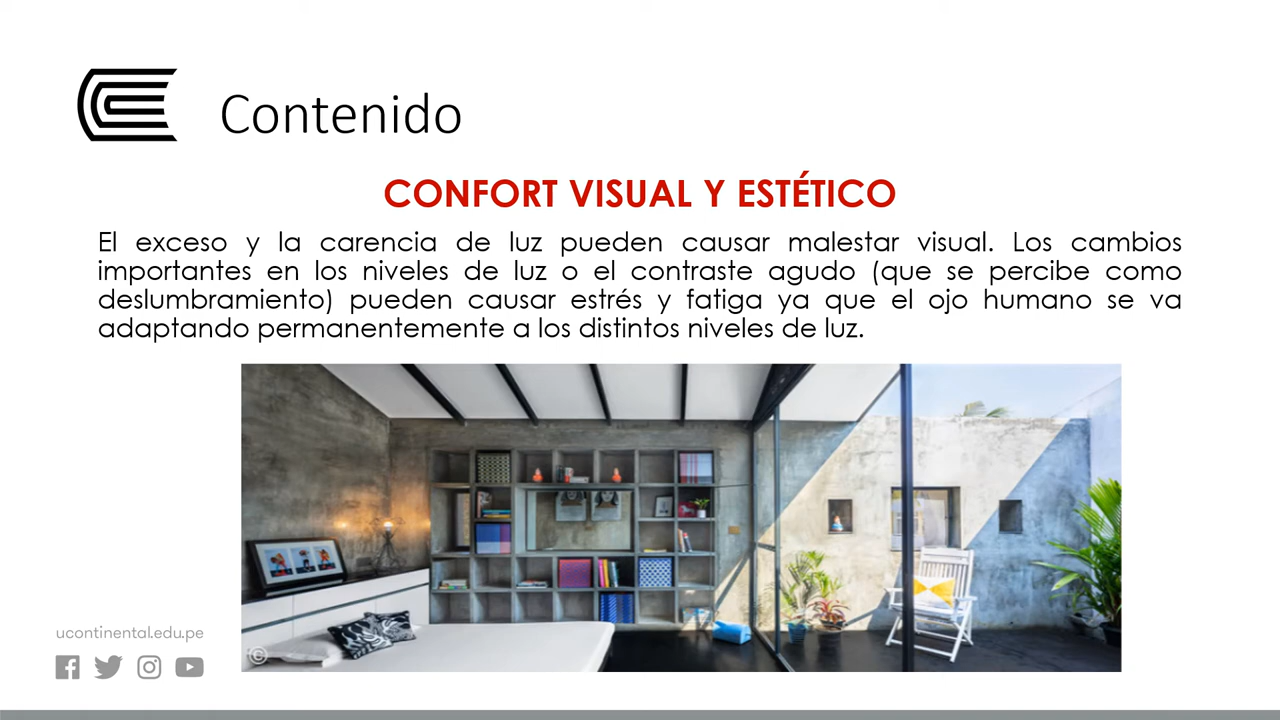 Contenido
CONFORT VISUAL Y ESTÉTICO
El exceso y la carencia de luz pueden causar malestar visual. Los cambios
importantes en los niveles de luz o el contraste agudo (que se percibe como
deslumbramiento) pueden causar estrés y fatiga ya que el ojo humano se va
adaptando permanentemente a los distintos niveles de luz.
ucontinental.edu.pe